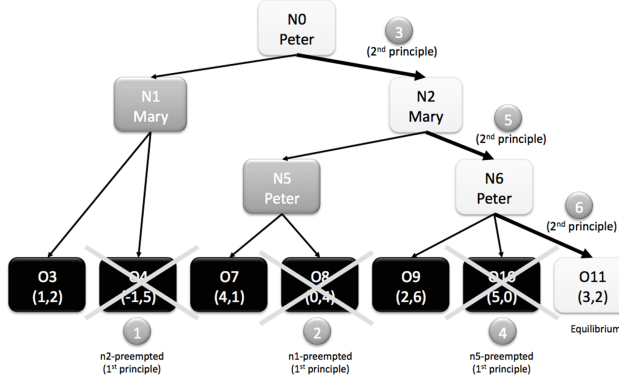 N0
Peter
3
(2nd principle)
N1
Mary
N2
Mary
5
(2nd principle)
N5
Peter
N6
Peter
6
(2nd principle)
O3
(1,2)
O4
(-1,5)
O7
(4,1)
O8
(0,4)
O9
(2,6)
O10
(5,0)
O11
(3,2)
1
n2-preempted
(1st principle)
2
n1-preempted
(1st principle)
4
n5-preempted
(1st principle)
Equilibrium